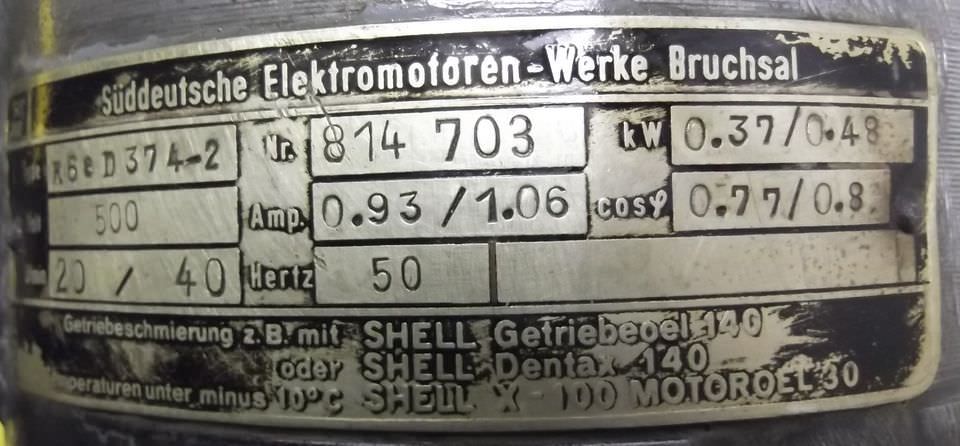 Süddeutsche Elektromotoren-Werke Bruchsal
K6eD374-2 Nr. 814 703 kW 0.37/0.48
500 Amp. 0.93/1.06 cosφ 0.77/0.8
20 / 40 Hertz 50
Getriebeschmierung z.B. mit SHELL Getriebeoel 140
oder SHELL Dentax 140
unter minus 10°C SHELL X-100 MOTOROEL 30